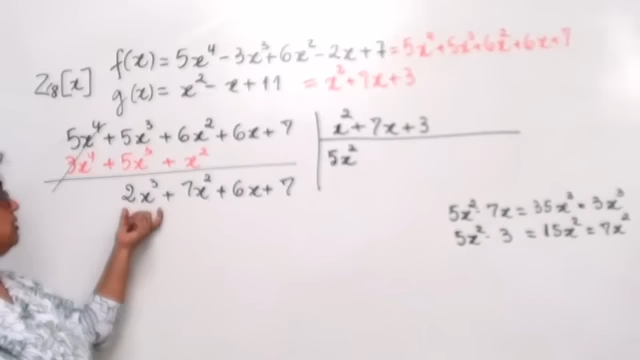 Z₈[x] f(x) = 5x⁴ - 3x³ + 6x² - 2x + 7 = 5x⁴ + 5x³ + 6x² + 6x + 7
g(x) = x² - x + 11 = x² + 7x + 3
5x⁴ + 5x³ + 6x² + 6x + 7 | x² + 7x + 3
3x⁴ + 5x³ + x² | 5x²
2x³ + 7x² + 6x + 7
5x² · 7x = 35x³ = 3x³
5x² · 3 = 15x² = 7x²